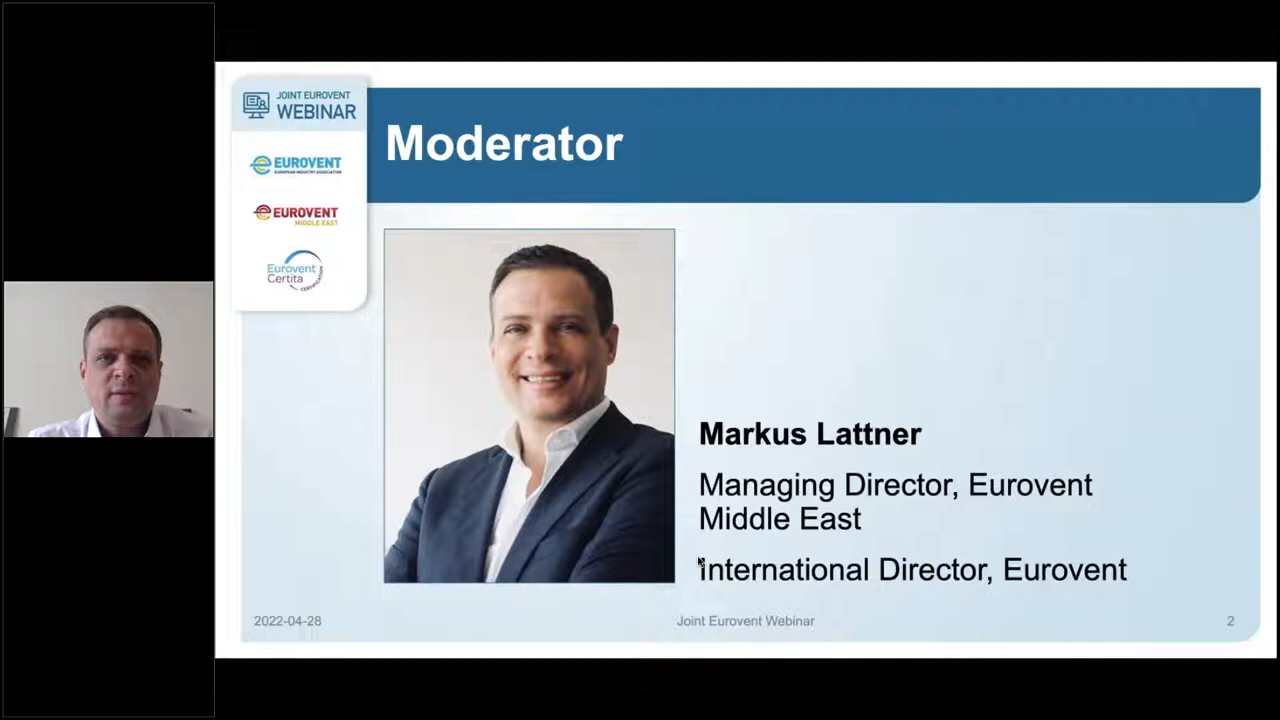 JOINT EUROVENT
WEBINAR
EUROVENT
EUROPEAN INDUSTRY ASSOCIATION
EUROVENT
MIDDLE EAST
Eurovent
Certita
CERTIFICATION
Moderator
Markus Lattner
Managing Director, Eurovent
Middle East
International Director, Eurovent
2022-04-28
Joint Eurovent Webinar
2